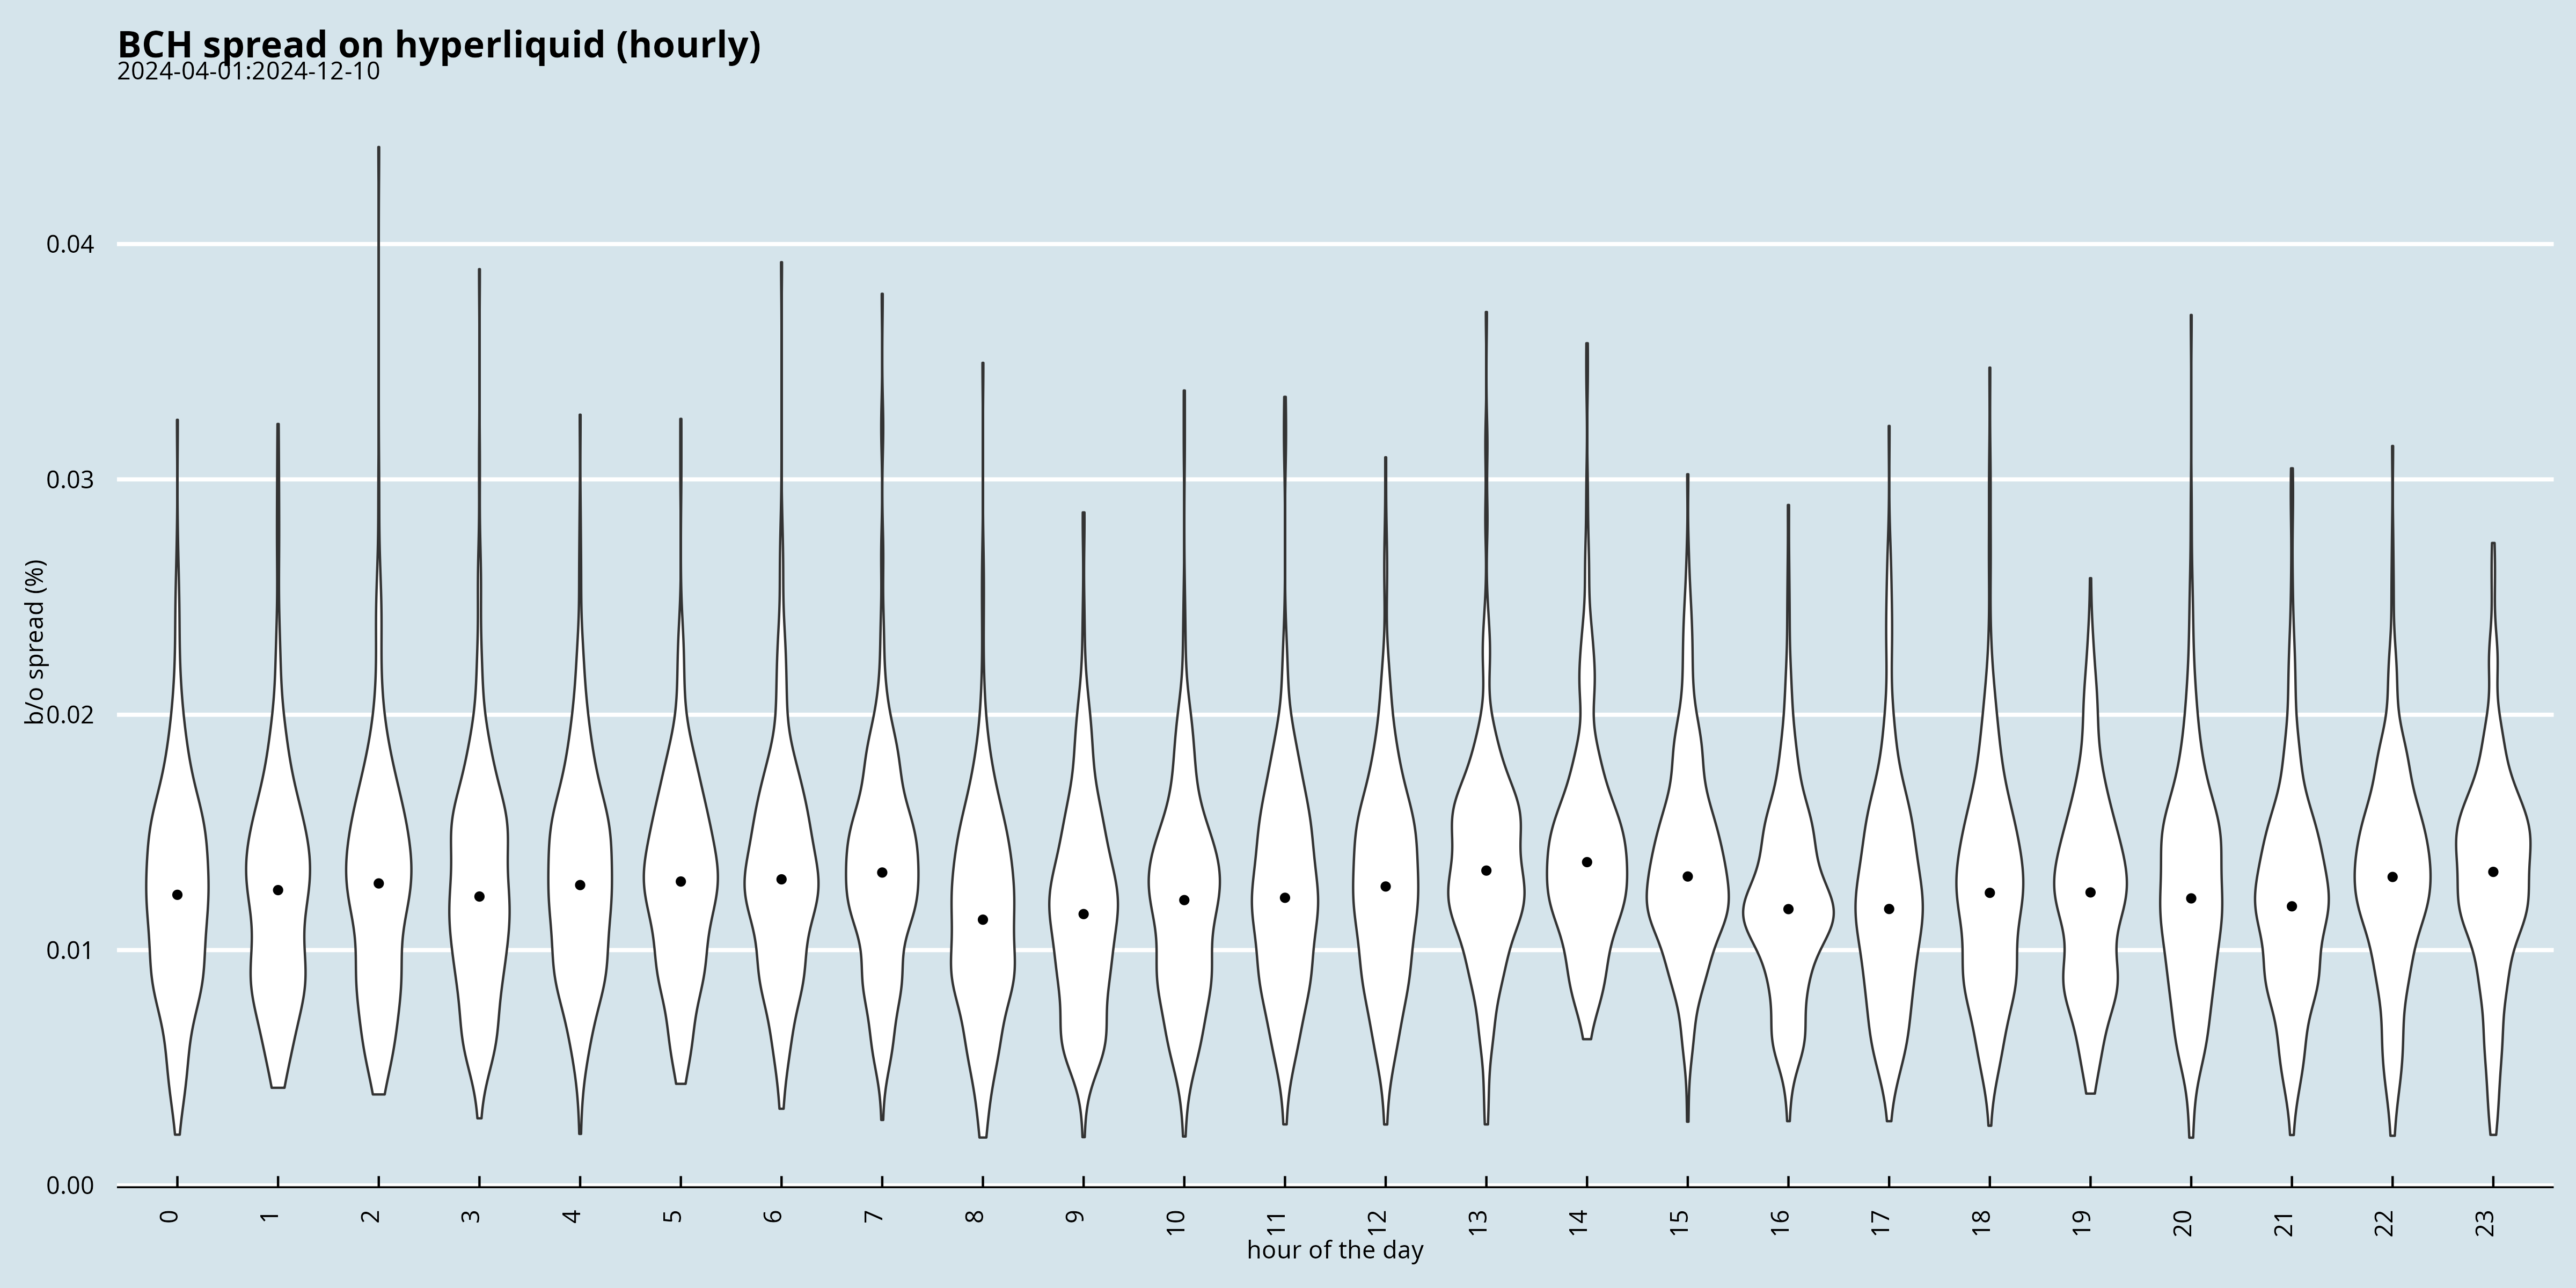 BCH spread on hyperliquid (hourly)
2024-04-01:2024-12-10
b/o spread (%)
0.04
0.03
0.02
0.01
0.00
0 1 2 3 4 5 6 7 8 9 10 11 12 13 14 15 16 17 18 19 20 21 22 23
hour of the day